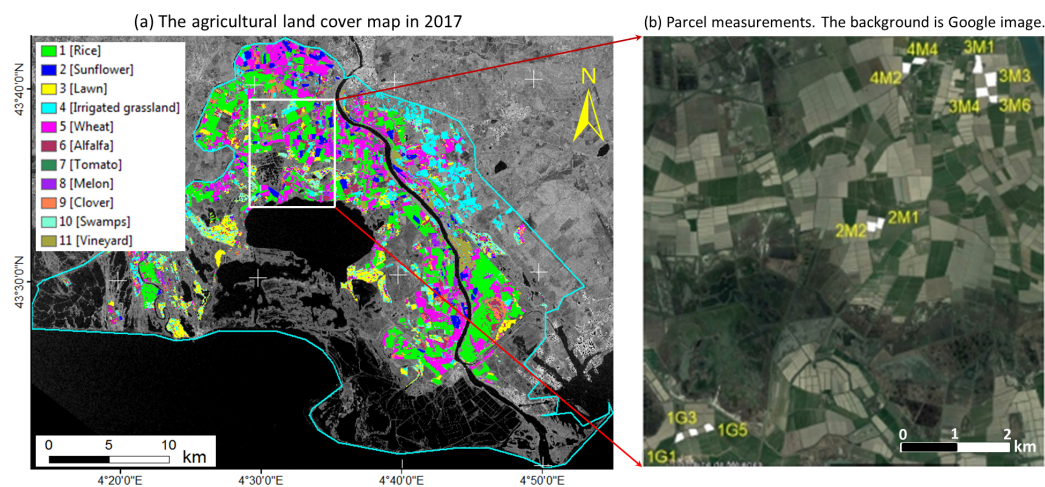 (a) The agricultural land cover map in 2017
(b) Parcel measurements. The background is Google image.
1 [Rice]
2 [Sunflower]
3 [Lawn]
4 [Irrigated grassland]
5 [Wheat]
6 [Alfalfa]
7 [Tomato]
8 [Melon]
9 [Clover]
10 [Swamps]
11 [Vineyard]
43°40'0"N
43°30'0"N
N
0 5 10
km
4°20'0"E 4°30'0"E 4°40'0"E 4°50'0"E
4M4 3M1
4M2 3M3
3M4 3M6
2M1
2M2
1G3 1G5
1G1
0 1 2
km